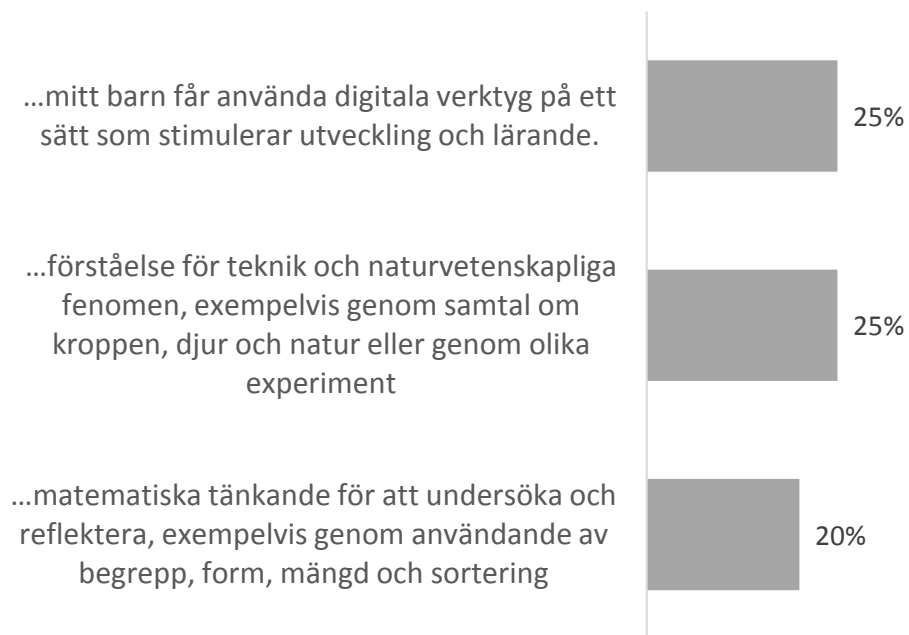 ...mitt barn får använda digitala verktyg på ett
sätt som stimulerar utveckling och lärande.
25%
...förståelse för teknik och naturvetenskapliga
fenomen, exempelvis genom samtal om
kroppen, djur och natur eller genom olika
experiment
25%
...matematiska tänkande för att undersöka och
reflektera, exempelvis genom användande av
begrepp, form, mängd och sortering
20%